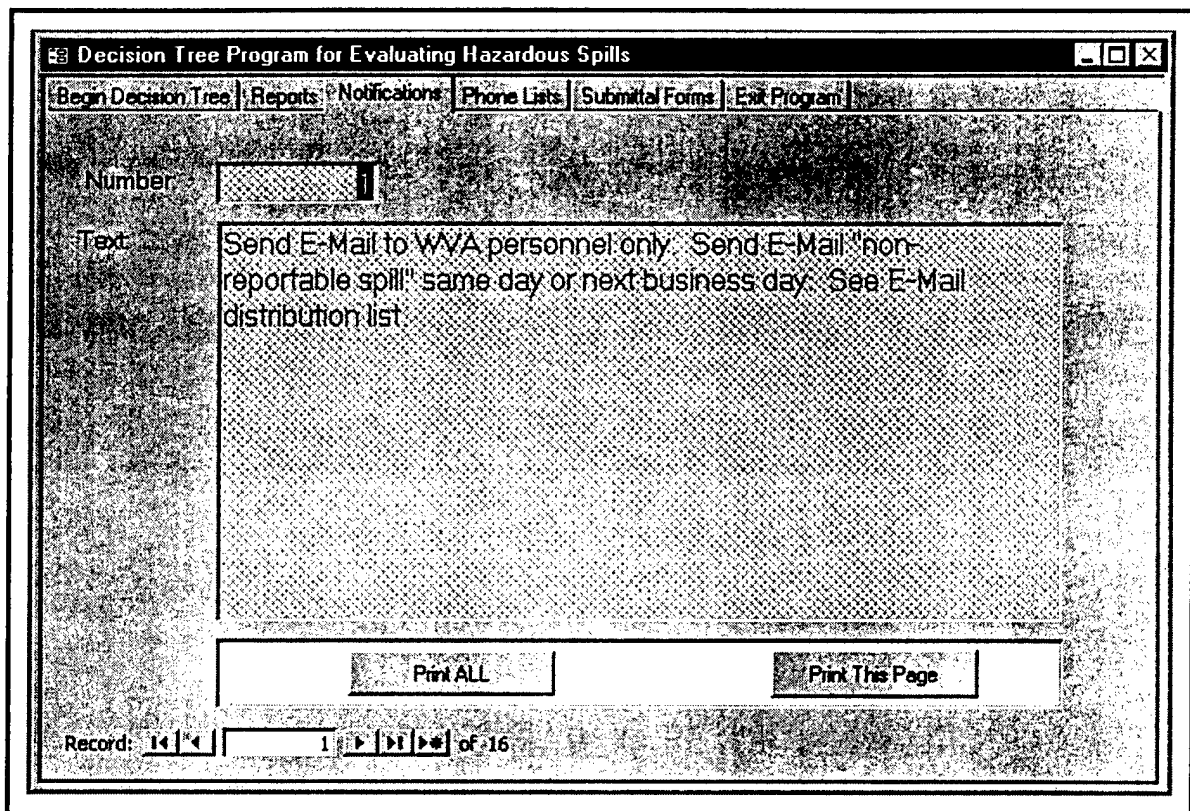 Decision Tree Program for Evaluating Hazardous Spills
Begin Decision Tree Reports Notifications Phone Lists Submittal Forms Exit Program
Number 1
Text Send E-Mail to WVA personnel only. Send E-Mail "non-
reportable spill" same day or next business day. See E-Mail
distribution list.
Print ALL Print This Page
Record: 1 of 16